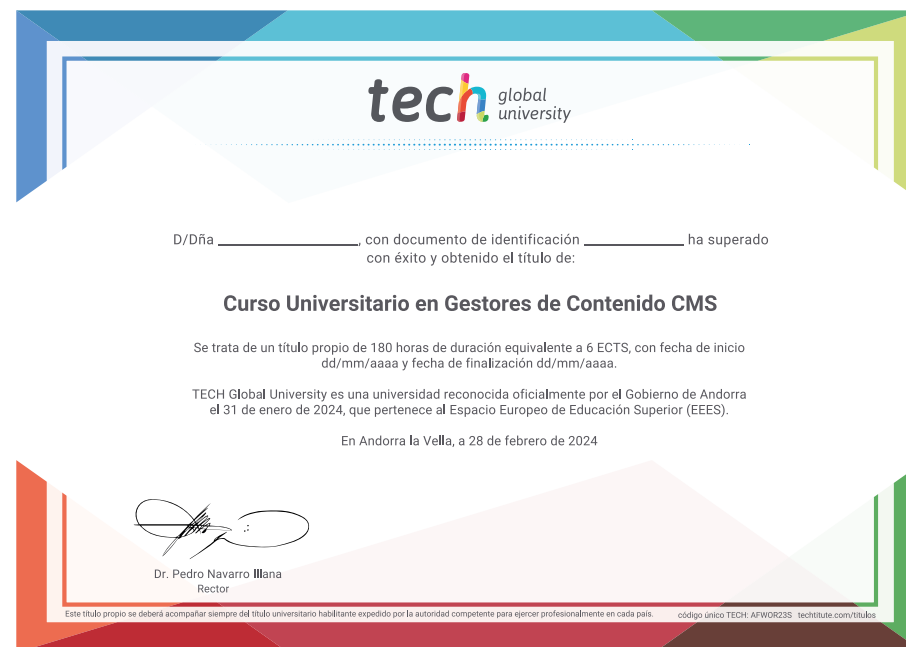 tech global university
D/Dña ____________________, con documento de identificación ______________ ha superado
con éxito y obtenido el título de:
Curso Universitario en Gestores de Contenido CMS
Se trata de un título propio de 180 horas de duración equivalente a 6 ECTS, con fecha de inicio
dd/mm/aaaa y fecha de finalización dd/mm/aaaa.
TECH Global University es una universidad reconocida oficialmente por el Gobierno de Andorra
el 31 de enero de 2024, que pertenece al Espacio Europeo de Educación Superior (EEES).
En Andorra la Vella, a 28 de febrero de 2024
Dr. Pedro Navarro Illana
Rector
Este título propio se deberá acompañar siempre del título universitario habilitante expedido por la autoridad competente para ejercer profesionalmente en cada país. código único TECH: AFWOR23S techtitute.com/titulos